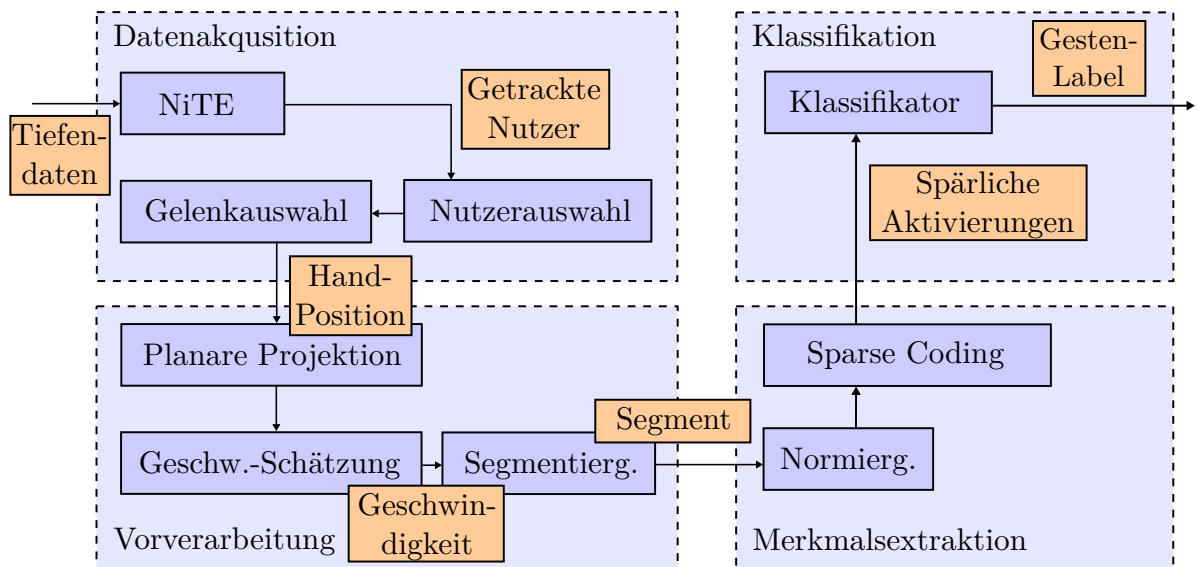 Datenakqusition
NiTE
Getrackte
Nutzer
Tiefen-
daten
Gelenkauswahl
Nutzerauswahl
Hand-
Position
Planare Projektion
Geschw.-Schätzung
Segmentierg.
Segment
Geschwin-
digkeit
Vorverarbeitung
Klassifikation
Gesten-
Label
Klassifikator
Spärliche
Aktivierungen
Sparse Coding
Normierg.
Merkmalsextraktion